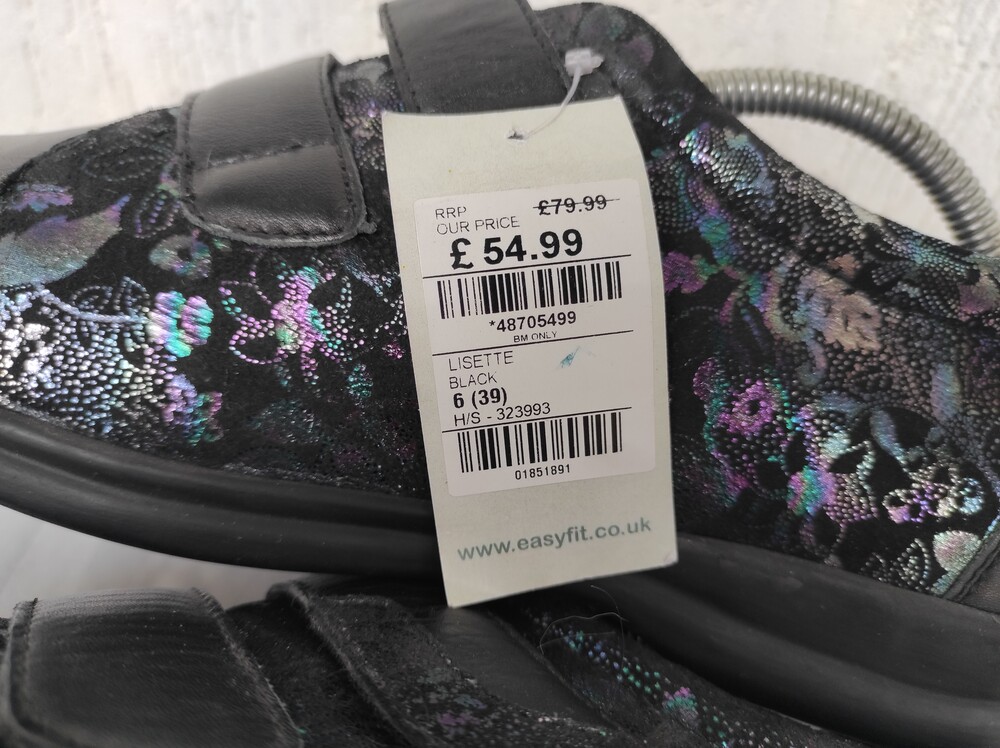 RRP £79.99
OUR PRICE
£ 54.99
*48705499
BM ONLY
LISETTE
BLACK
6 (39)
H/S - 323993
01851891
www.easyfit.co.uk